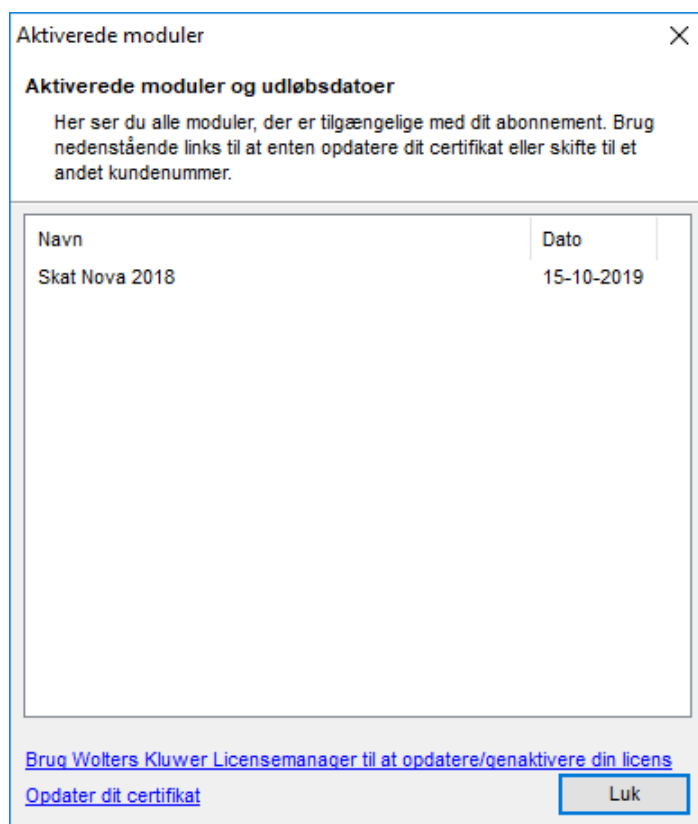 Aktiverede moduler
Aktiverede moduler og udløbsdatoer
Her ser du alle moduler, der er tilgængelige med dit abonnement. Brug
nedenstående links til at enten opdatere dit certifikat eller skifte til et
andet kundenummer.
Navn Dato
Skat Nova 2018 15-10-2019
Brug Wolters Kluwer Licensemanager til at opdatere/genaktivere din licens
Opdater dit certifikat Luk